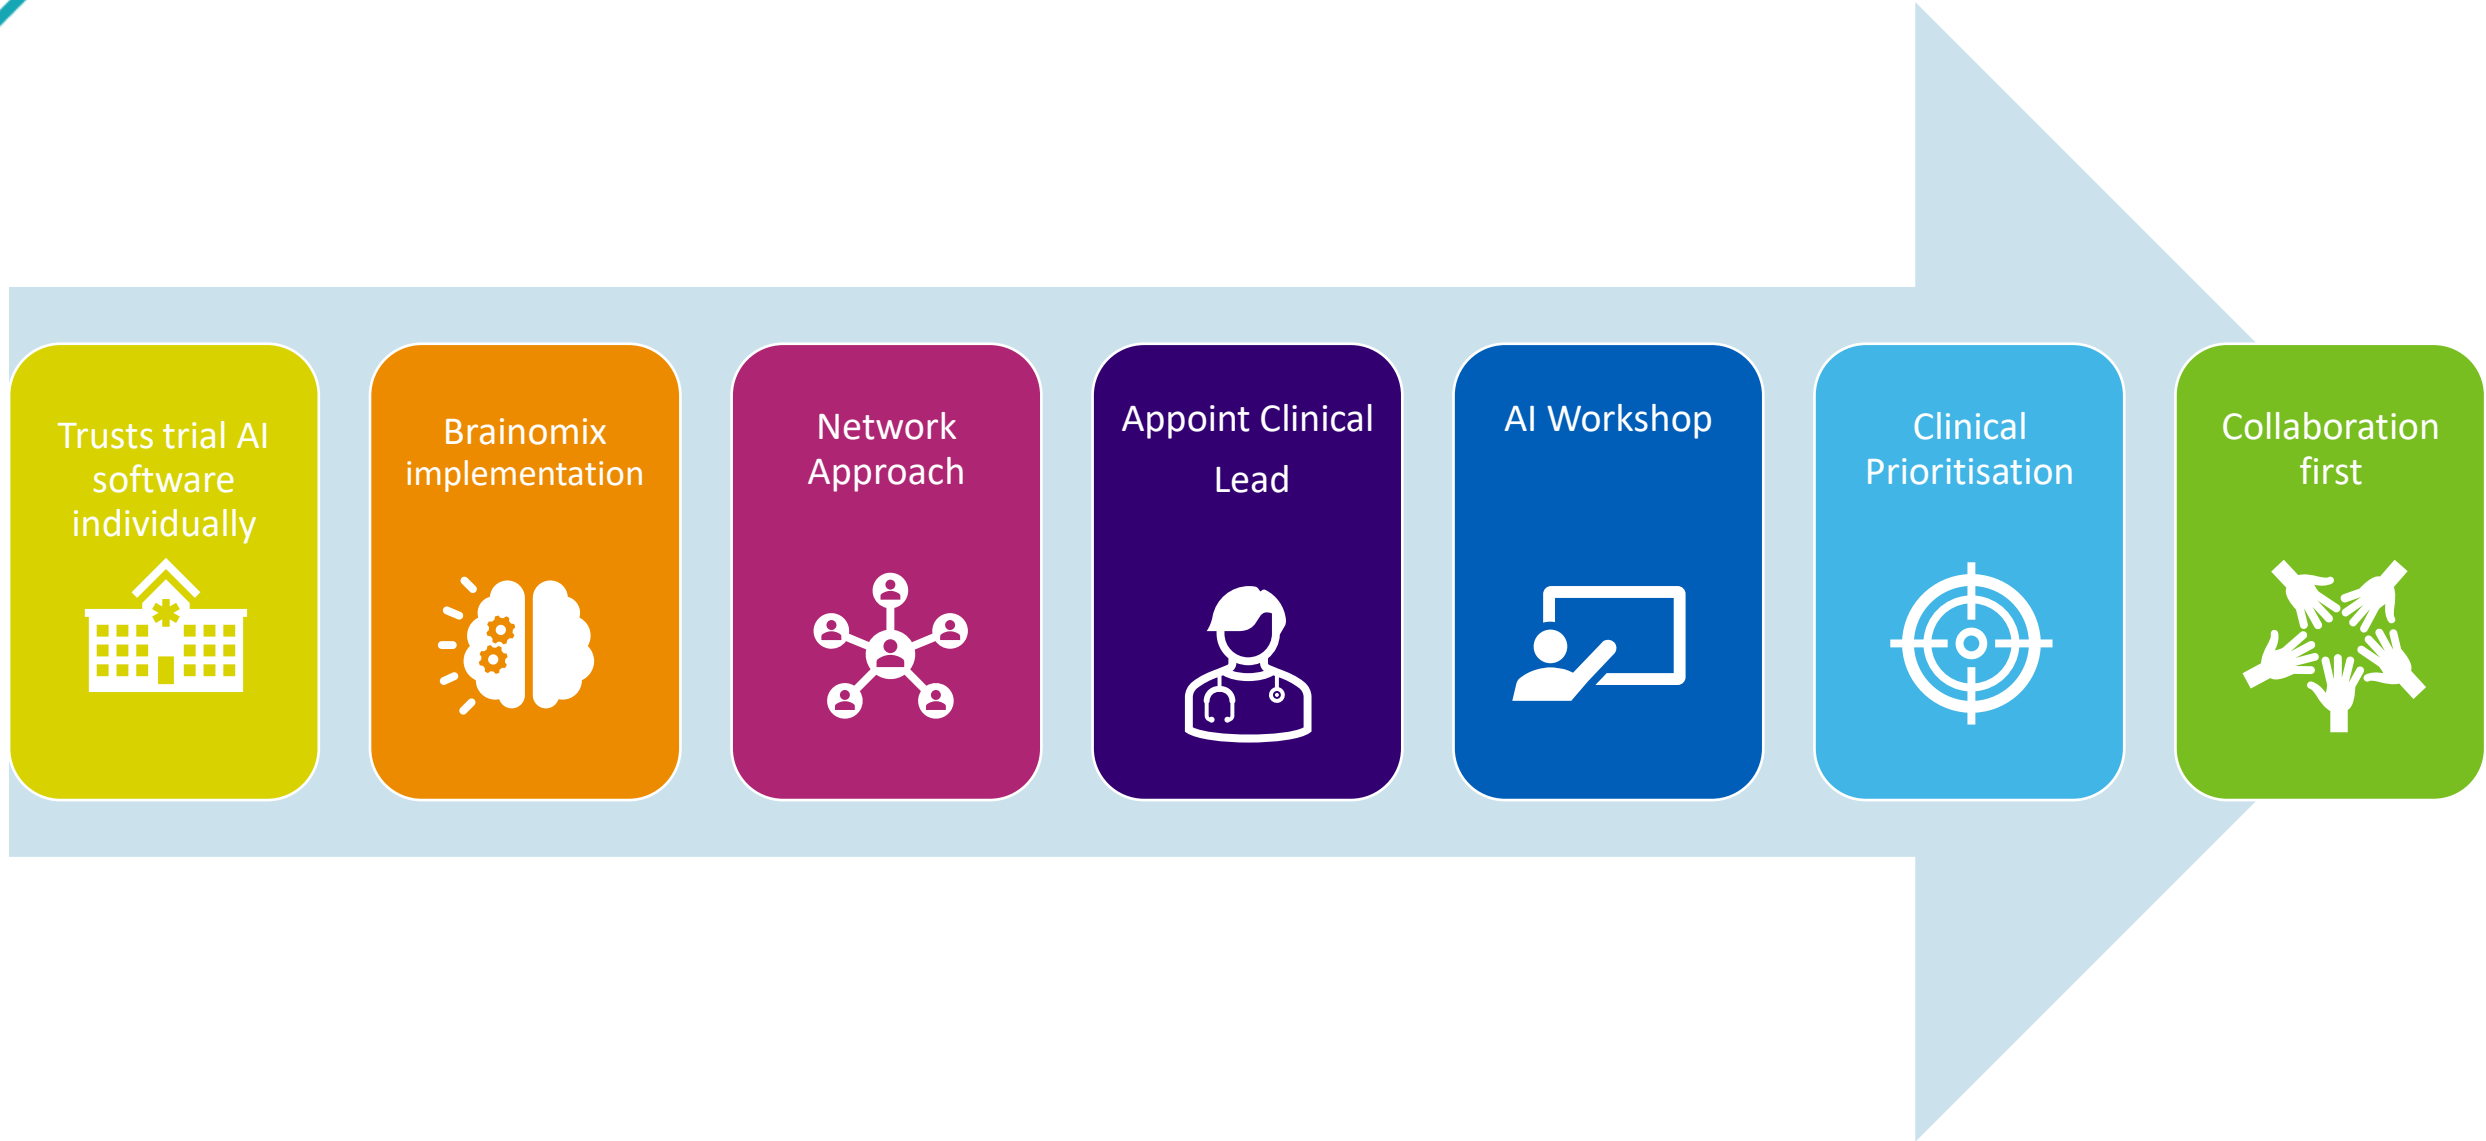 Trusts trial AI
software
individually
Brainomix
implementation
Network
Approach
Appoint Clinical
Lead
AI Workshop
Clinical
Prioritisation
Collaboration
first